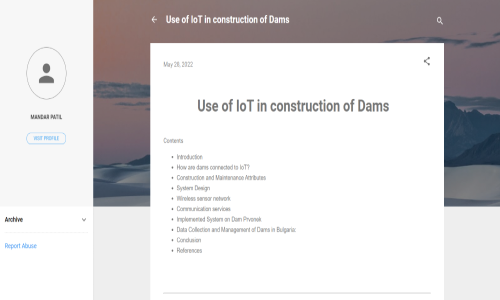 Use of IoT in construction of Dams
MANDAR PATIL
VISIT PROFILE
Archive
Report Abuse
May 28, 2022
Use of IoT in construction of Dams
Contents
Introduction
How are dams connected to IoT?
Construction and Maintenance Attributes
System Design
Wireless sensor network
Communication services
Implemented System on Dam Prvonek
Data Collection and Management of Dams in Bulgaria:
Conclusion
References